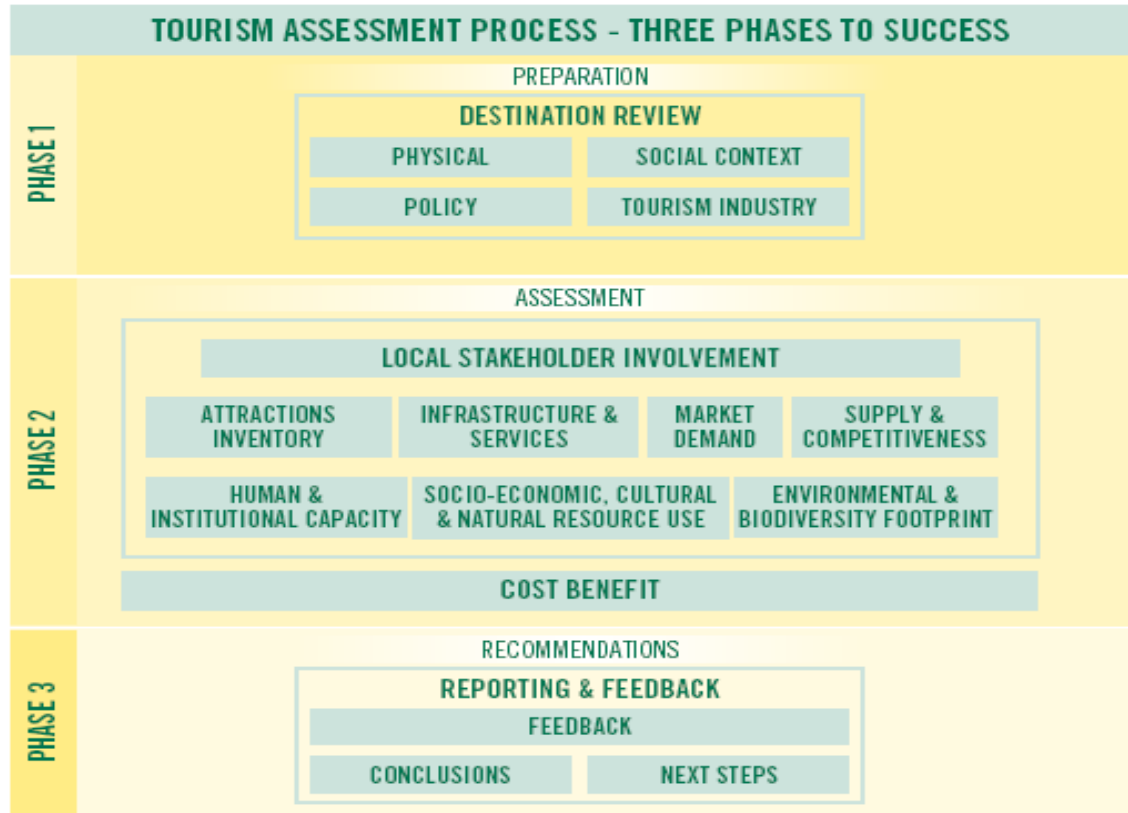 TOURISM ASSESSMENT PROCESS - THREE PHASES TO SUCCESS
PHASE 1
PREPARATION
DESTINATION REVIEW
PHYSICAL
SOCIAL CONTEXT
POLICY
TOURISM INDUSTRY
PHASE 2
ASSESSMENT
LOCAL STAKEHOLDER INVOLVEMENT
ATTRACTIONS
INVENTORY
INFRASTRUCTURE &
SERVICES
MARKET
DEMAND
SUPPLY &
COMPETITIVENESS
HUMAN &
INSTITUTIONAL CAPACITY
SOCIO-ECONOMIC, CULTURAL
& NATURAL RESOURCE USE
ENVIRONMENTAL &
BIODIVERSITY FOOTPRINT
COST BENEFIT
PHASE 3
RECOMMENDATIONS
REPORTING & FEEDBACK
FEEDBACK
CONCLUSIONS
NEXT STEPS